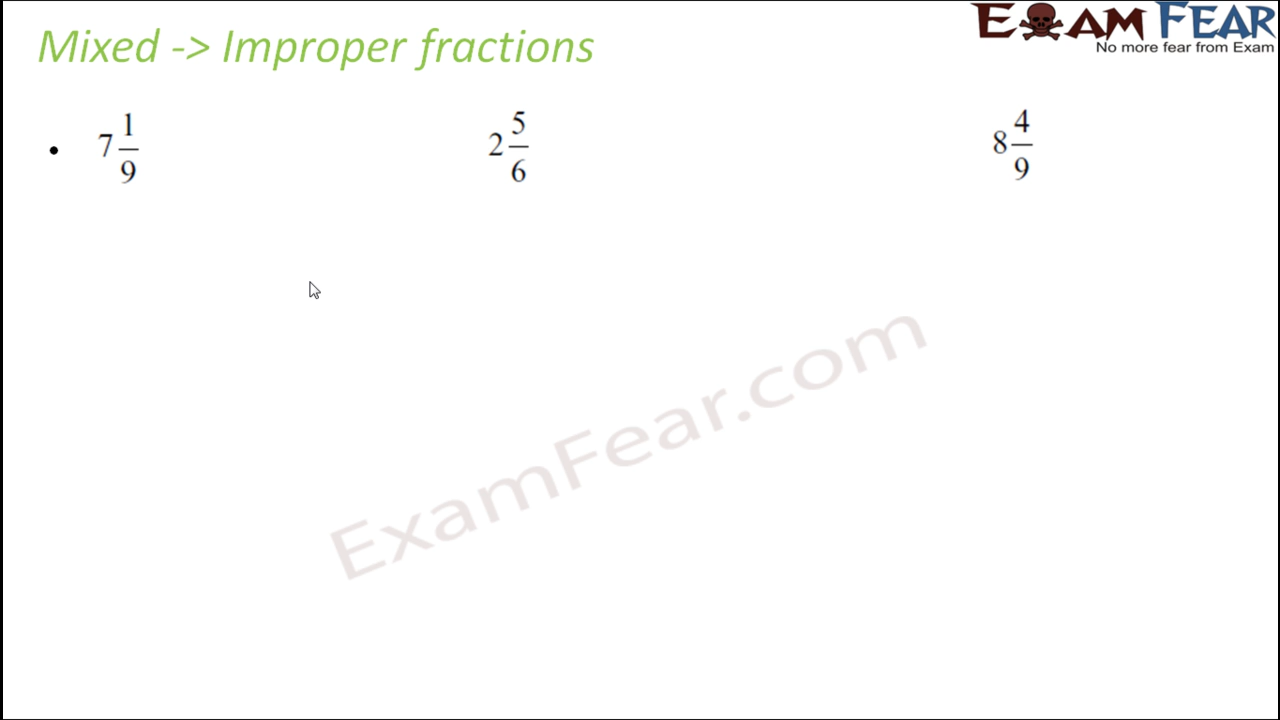 Mixed -> Improper fractions
EXAM FEAR
No more fear from Exam
• 7 1/9 2 5/6 8 4/9
ExamFear.com